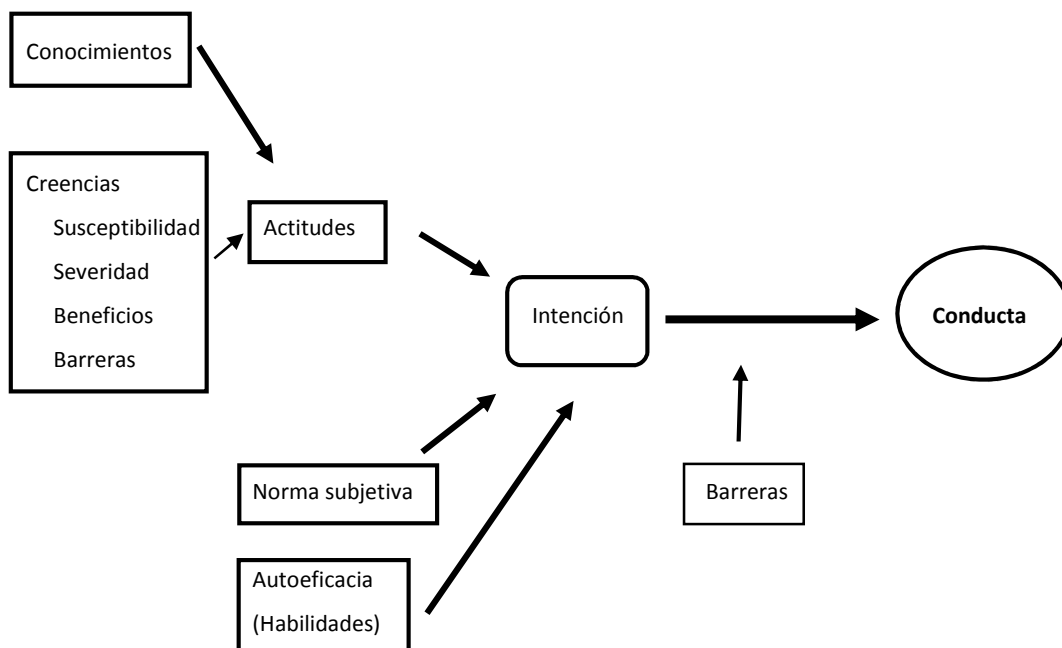 Conocimientos
Creencias
Susceptibilidad
Severidad
Beneficios
Barreras
Actitudes
Intención
Conducta
Norma subjetiva
Barreras
Autoeficacia
(Habilidades)